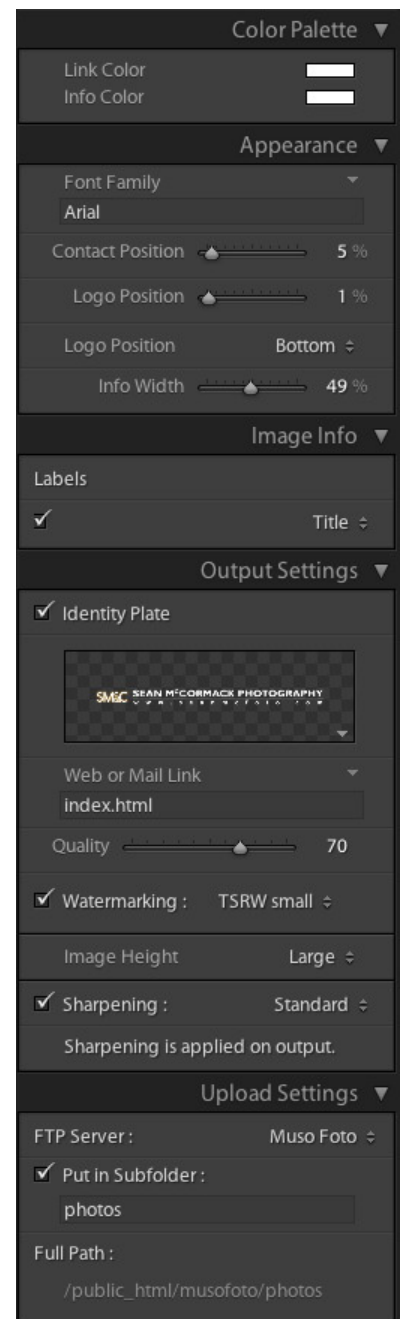 Color Palette ▼
Link Color
Info Color
Appearance ▼
Font Family
Arial
Contact Position 5 %
Logo Position 1 %
Logo Position Bottom
Info Width 49 %
Image Info ▼
Labels
Title
Output Settings ▼
Identity Plate
SMcC SEAN McCORMACK PHOTOGRAPHY
Web or Mail Link
index.html
Quality 70
Watermarking : TSRW small
Image Height Large
Sharpening : Standard
Sharpening is applied on output.
Upload Settings ▼
FTP Server : Muso Foto
Put in Subfolder :
photos
Full Path :
/public_html/musofoto/photos